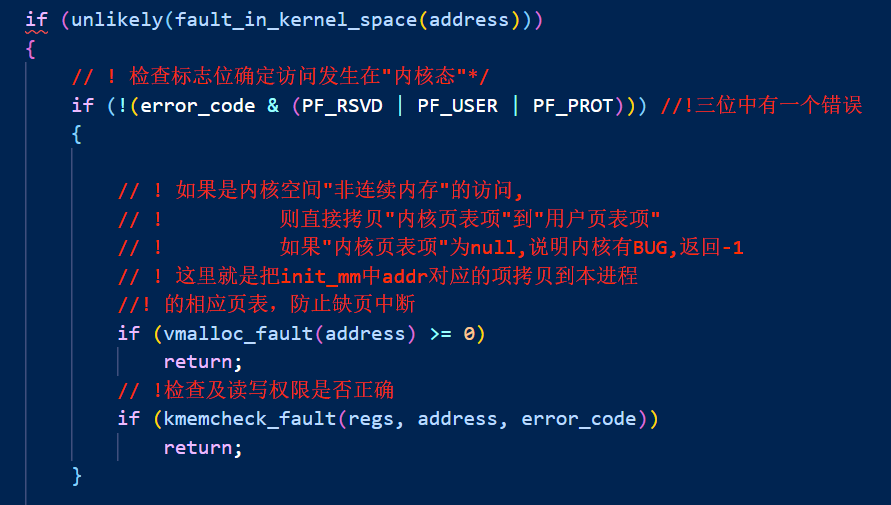 if (unlikely(fault_in_kernel_space(address)))
{
// ! 检查标志位确定访问发生在"内核态"*/
if (!(error_code & (PF_RSVD | PF_USER | PF_PROT))) //!三位中有一个错误
{
// ! 如果是内核空间"非连续内存"的访问,
// ! 则直接拷贝"内核页表项"到"用户页表项"
// ! 如果"内核页表项"为null,说明内核有BUG,返回-1
// ! 这里就是把init_mm中addr对应的项拷贝到本进程
//! 的相应页表，防止缺页中断
if (vmalloc_fault(address) >= 0)
return;
// !检查及读写权限是否正确
if (kmemcheck_fault(regs, address, error_code))
return;
}